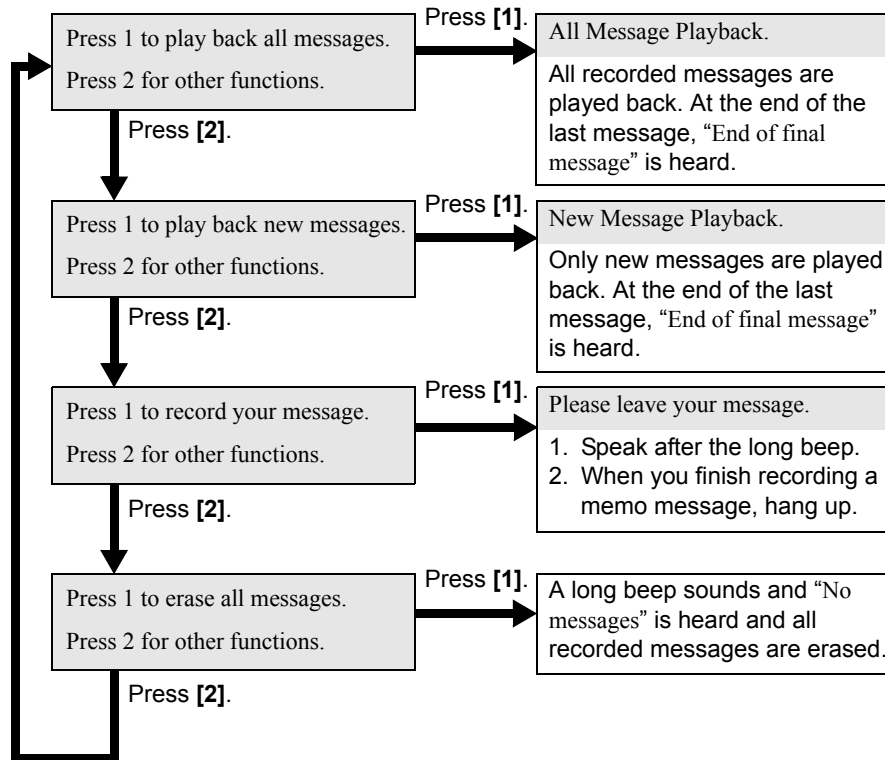 Press [1].
Press 1 to play back all messages.
Press 2 for other functions.
All Message Playback.
All recorded messages are
played back. At the end of the
last message, “End of final
message” is heard.
Press [2].
Press [1].
Press 1 to play back new messages.
Press 2 for other functions.
New Message Playback.
Only new messages are played
back. At the end of the last
message, “End of final message”
is heard.
Press [2].
Press [1].
Press 1 to record your message.
Press 2 for other functions.
Please leave your message.
1. Speak after the long beep.
2. When you finish recording a
memo message, hang up.
Press [2].
Press [1].
Press 1 to erase all messages.
Press 2 for other functions.
A long beep sounds and “No
messages” is heard and all
recorded messages are erased.
Press [2].